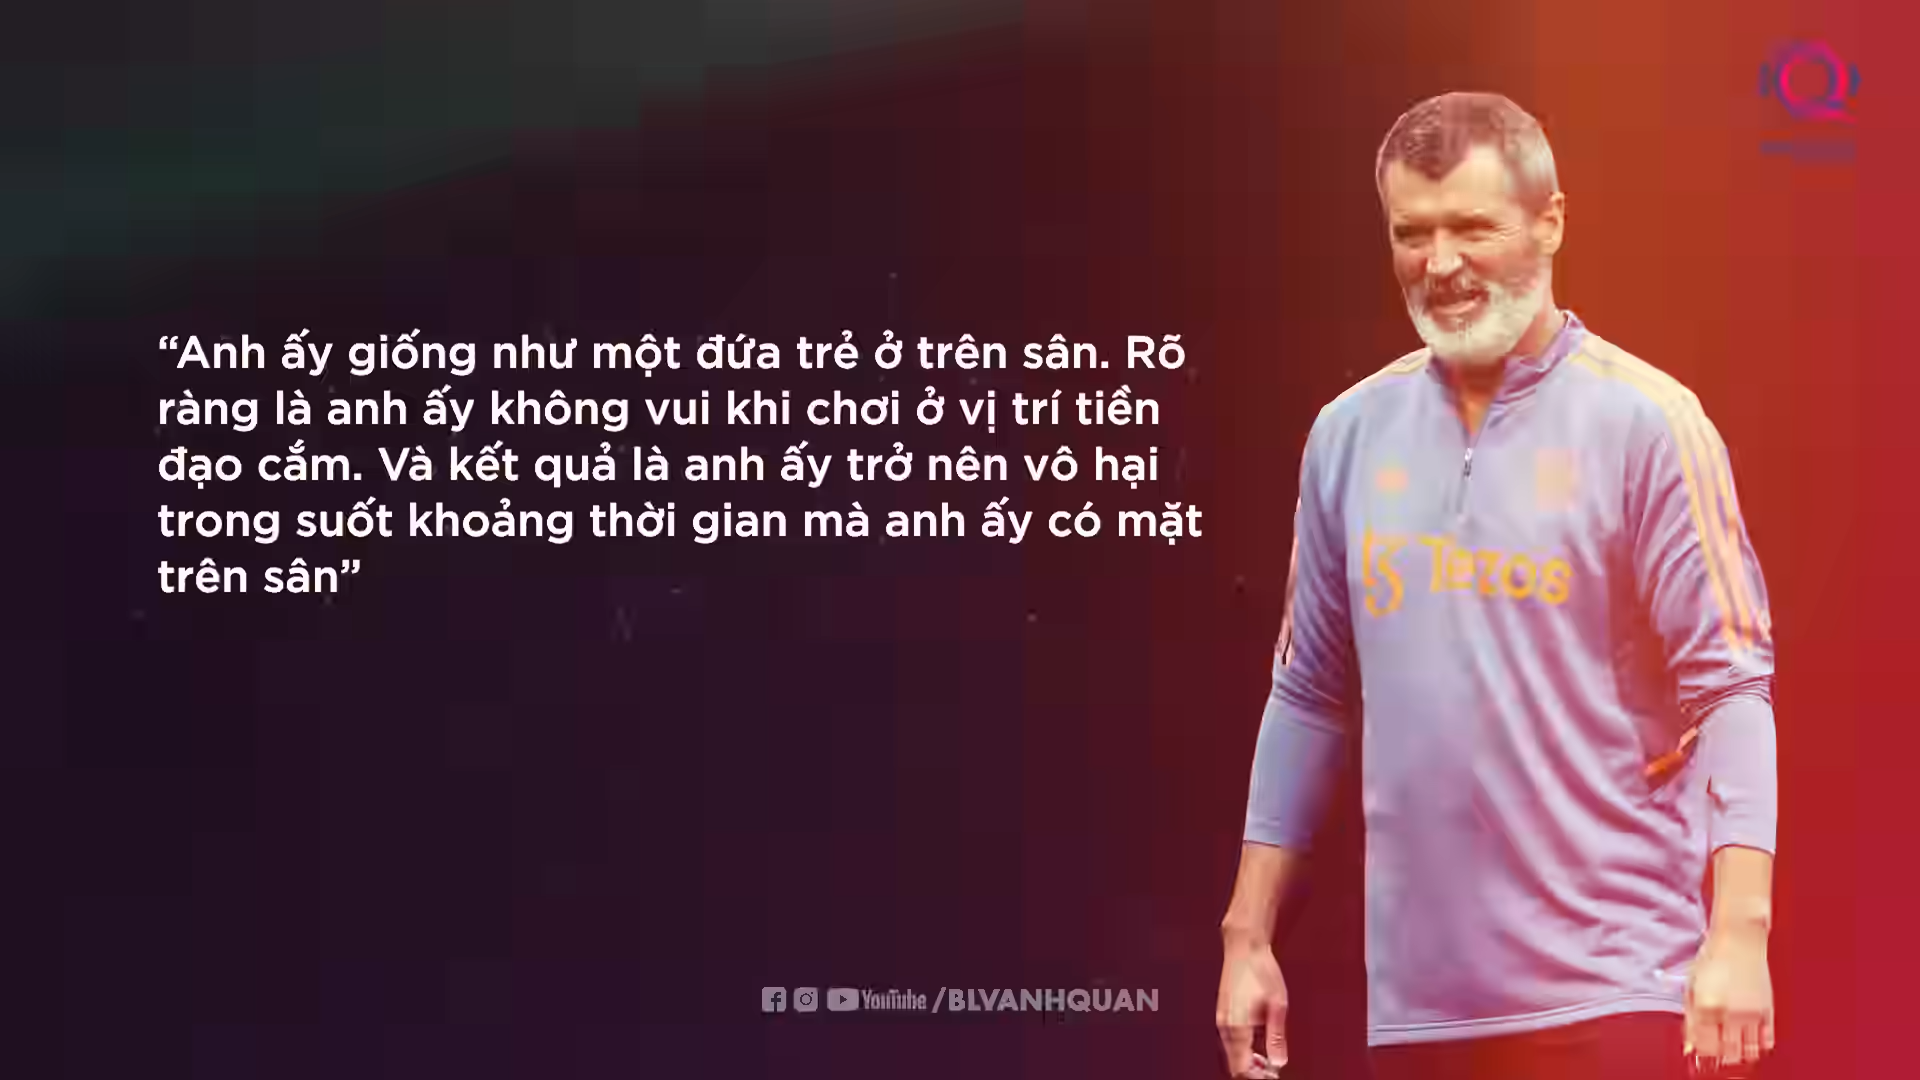 “Anh ấy giống như một đứa trẻ ở trên sân. Rõ
ràng là anh ấy không vui khi chơi ở vị trí tiền
đạo cắm. Và kết quả là anh ấy trở nên vô hại
trong suốt khoảng thời gian mà anh ấy có mặt
trên sân”
Tezos
YouTube /BLVANHQUAN